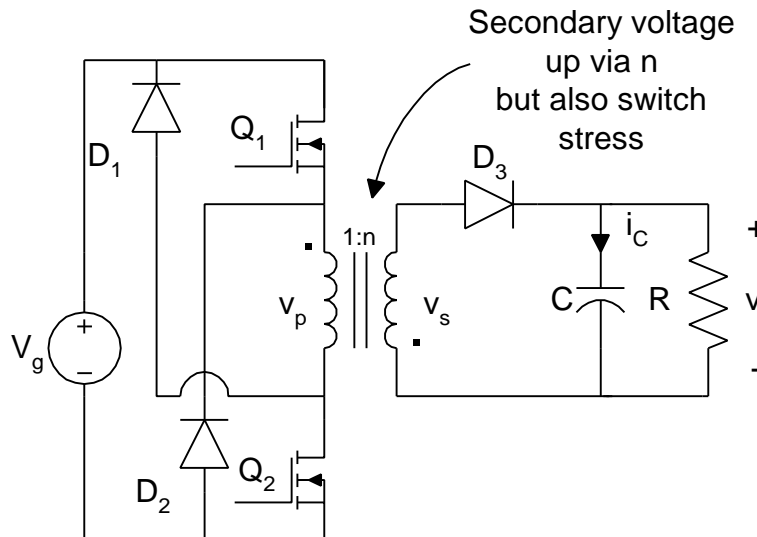 Secondary voltage
up via n
but also switch
stress
Q1
D1
D3
1:n
+
iC
vp
vs
C
R
v
Vg
+
−
-
Q2
D2